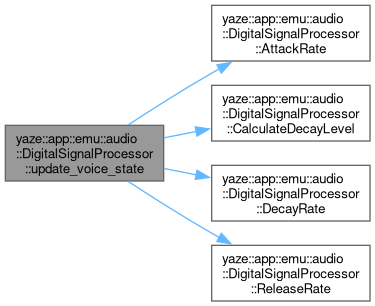 yaze::app::emu::audio
::DigitalSignalProcessor
::update_voice_state
yaze::app::emu::audio
::DigitalSignalProcessor
::AttackRate
yaze::app::emu::audio
::DigitalSignalProcessor
::CalculateDecayLevel
yaze::app::emu::audio
::DigitalSignalProcessor
::DecayRate
yaze::app::emu::audio
::DigitalSignalProcessor
::ReleaseRate